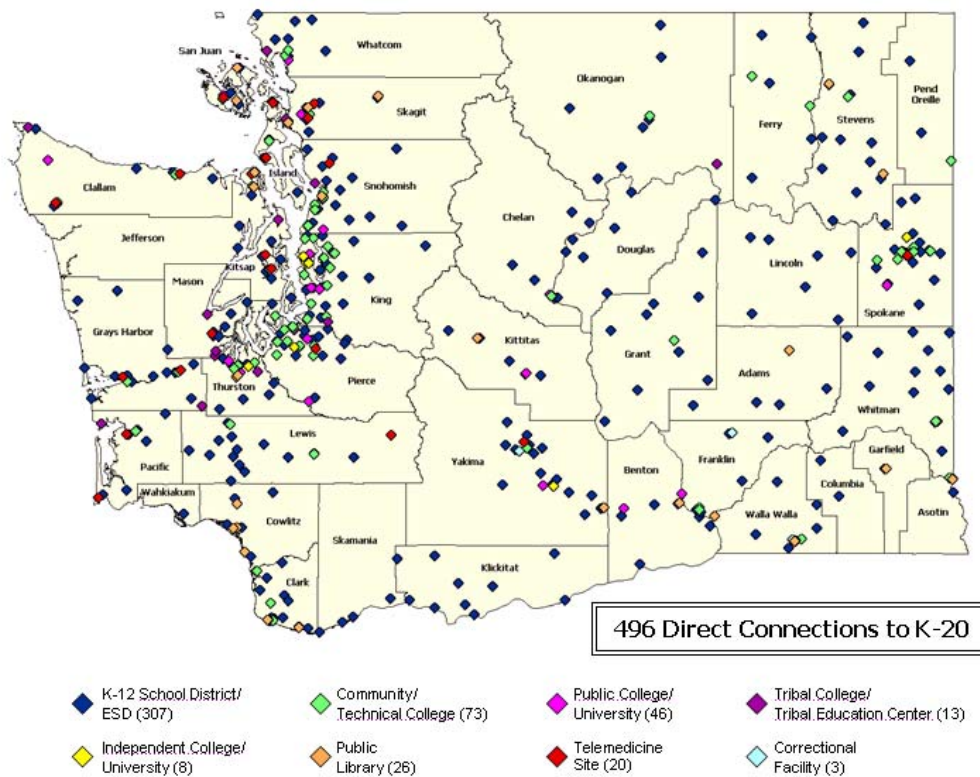 San Juan
Whatcom
Okanogan
Skagit
Ferry
Stevens
Pend
Oreille
Island
Clallam
Snohomish
Chelan
Jefferson
Douglas
Kitsap
Lincoln
Mason
King
Spokane
Grays Harbor
Kittitas
Grant
Adams
Thurston
Pierce
Whitman
Lewis
Yakima
Benton
Franklin
Garfield
Pacific
Wahkiakum
Columbia
Cowlitz
Skamania
Walla Walla
Asotin
Klickitat
Clark
496 Direct Connections to K-20
K-12 School District/
ESD (307)
Community/
Technical College (73)
Public College/
University (46)
Tribal College/
Tribal Education Center (13)
Independent College/
University (8)
Public
Library (26)
Telemedicine
Site (20)
Correctional
Facility (3)